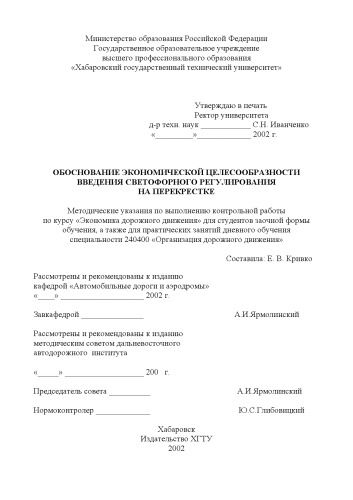 Министерство образования Российской Федерации
Государственное образовательное учреждение
высшего профессионального образования
«Хабаровский государственный технический университет»
Утверждаю в печать
Ректор университета
д-р техн. наук ____________ С.Н. Иванченко
«_________»_____________ 2002 г.
ОБОСНОВАНИЕ ЭКОНОМИЧЕСКОЙ ЦЕЛЕСООБРАЗНОСТИ
ВВЕДЕНИЯ СВЕТОФОРНОГО РЕГУЛИРОВАНИЯ
НА ПЕРЕКРЕСТКЕ
Методические указания по выполнению контрольной работы
по курсу «Экономика дорожного движения» для студентов заочной формы
обучения, а также для практических занятий дневного обучения
специальности 240400 «Организация дорожного движения»
Составила: Е. В. Кривко
Рассмотрены и рекомендованы к изданию
кафедрой «Автомобильные дороги и аэродромы»
«____» ____________________ 2002 г.
Завкафедрой ______________ А.И.Ярмолинский
Рассмотрены и рекомендованы к изданию
методическим советом дальневосточного
автодорожного института
«_____» ___________________ 200 г.
Председатель совета __________ А.И.Ярмолинский
Нормоконтролер _____________ Ю.С.Глибовицкий
Хабаровск
Издательство ХГТУ
2002